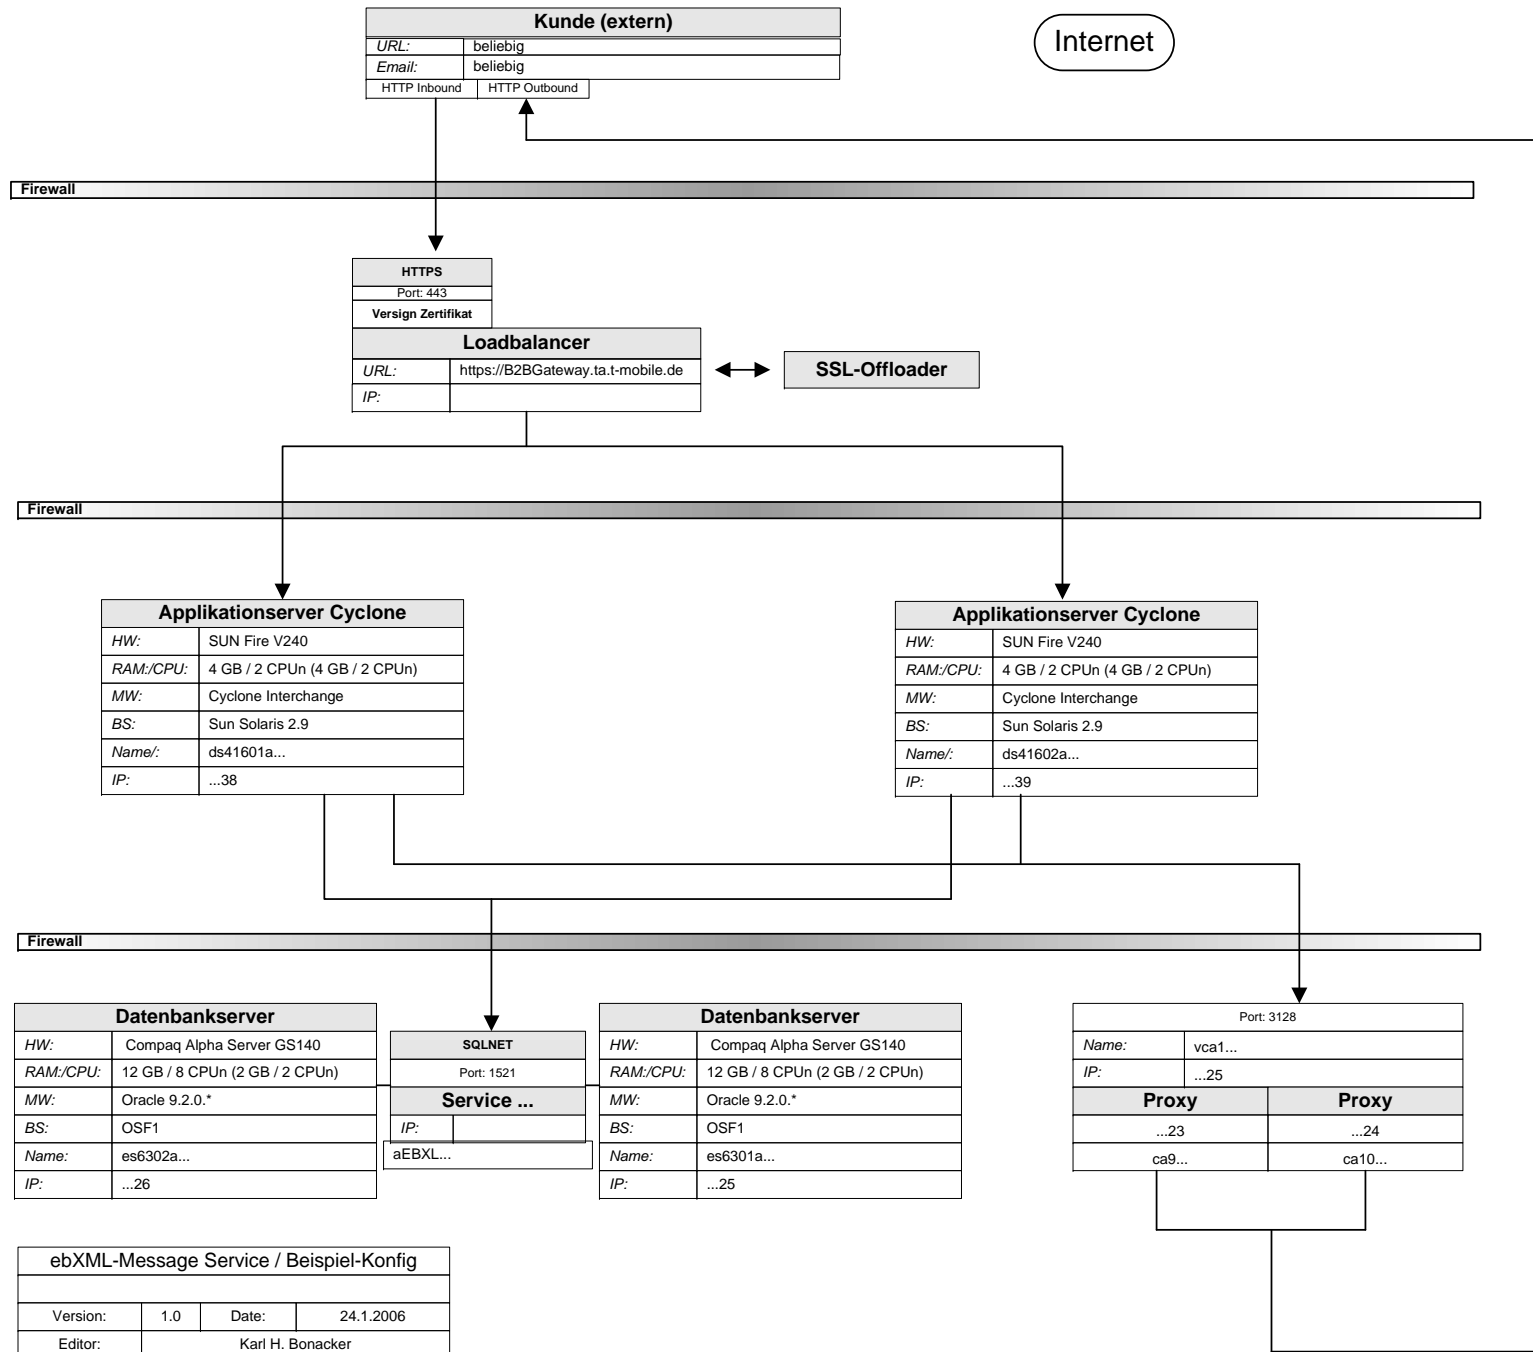 Kunde (extern)
URL: beliebig
Email: beliebig
HTTP Inbound HTTP Outbound
Internet
Firewall
HTTPS
Port: 443
Versign Zertifikat
Loadbalancer
URL: https://B2BGateway.ta.t-mobile.de
IP:
SSL-Offloader
Firewall
Applikationserver Cyclone
HW: SUN Fire V240
RAM:/CPU: 4 GB / 2 CPUn (4 GB / 2 CPUn)
MW: Cyclone Interchange
BS: Sun Solaris 2.9
Name/: ds41601a...
IP: ...38
Applikationserver Cyclone
HW: SUN Fire V240
RAM:/CPU: 4 GB / 2 CPUn (4 GB / 2 CPUn)
MW: Cyclone Interchange
BS: Sun Solaris 2.9
Name/: ds41602a...
IP: ...39
Firewall
Datenbankserver
HW: Compaq Alpha Server GS140
RAM:/CPU: 12 GB / 8 CPUn (2 GB / 2 CPUn)
MW: Oracle 9.2.0.*
BS: OSF1
Name: es6302a...
IP: ...26
SQLNET
Port: 1521
Service ...
IP:
aEBXL...
Datenbankserver
HW: Compaq Alpha Server GS140
RAM:/CPU: 12 GB / 8 CPUn (2 GB / 2 CPUn)
MW: Oracle 9.2.0.*
BS: OSF1
Name: es6301a...
IP: ...25
Port: 3128
Name: vca1...
IP: ...25
Proxy Proxy
...23 ...24
ca9... ca10...
ebXML-Message Service / Beispiel-Konfig
Version: 1.0 Date: 24.1.2006
Editor: Karl H. Bonacker